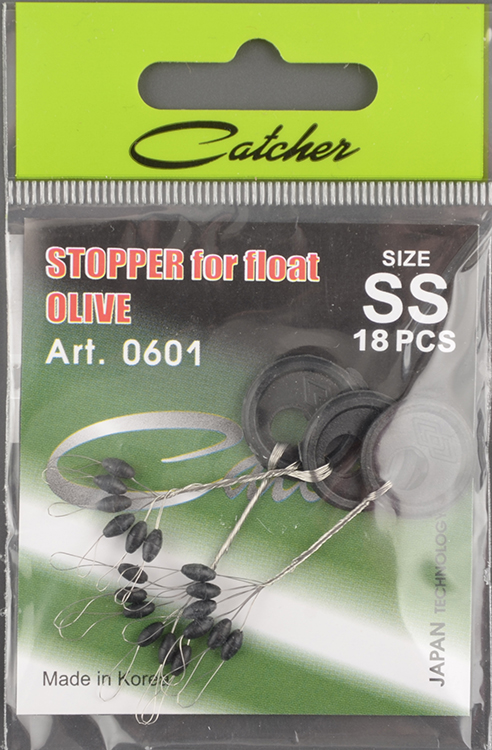 Catcher
STOPPER for float
OLIVE
Art. 0601
SIZE
SS
18 PCS
JAPAN TECHNOLOGY
Made in Korea